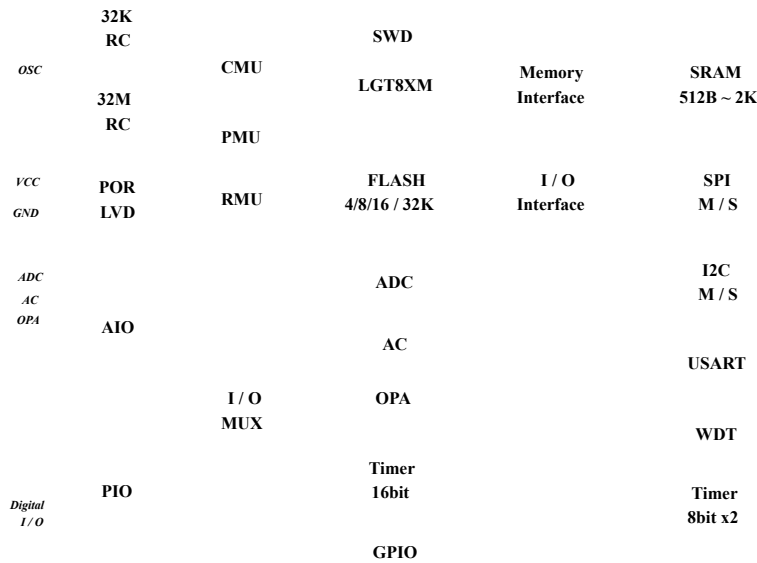 32K
RC
SWD
OSC
CMU
LGT8XM
Memory
Interface
SRAM
512B ~ 2K
32M
RC
PMU
VCC
GND
POR
LVD
RMU
FLASH
4/8/16 / 32K
I / O
Interface
SPI
M / S
ADC
AC
OPA
AIO
ADC
I2C
M / S
AC
USART
I / O
MUX
OPA
WDT
Digital
I / O
PIO
Timer
16bit
Timer
8bit x2
GPIO